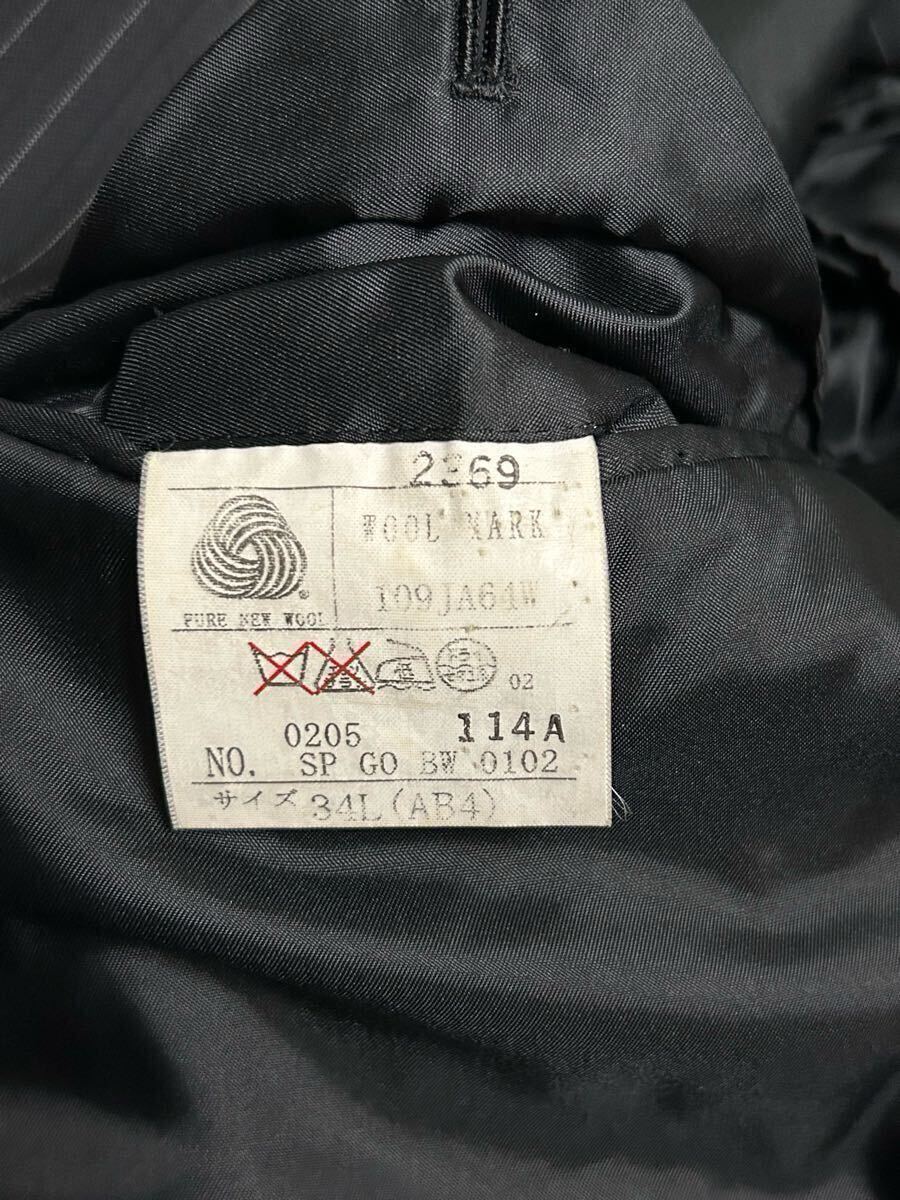 2369
WOOL MARK
109JA64W
PURE NEW WOOL
02
0205 114A
NO. SP GO BW 0102
サイズ 34L(AB4)